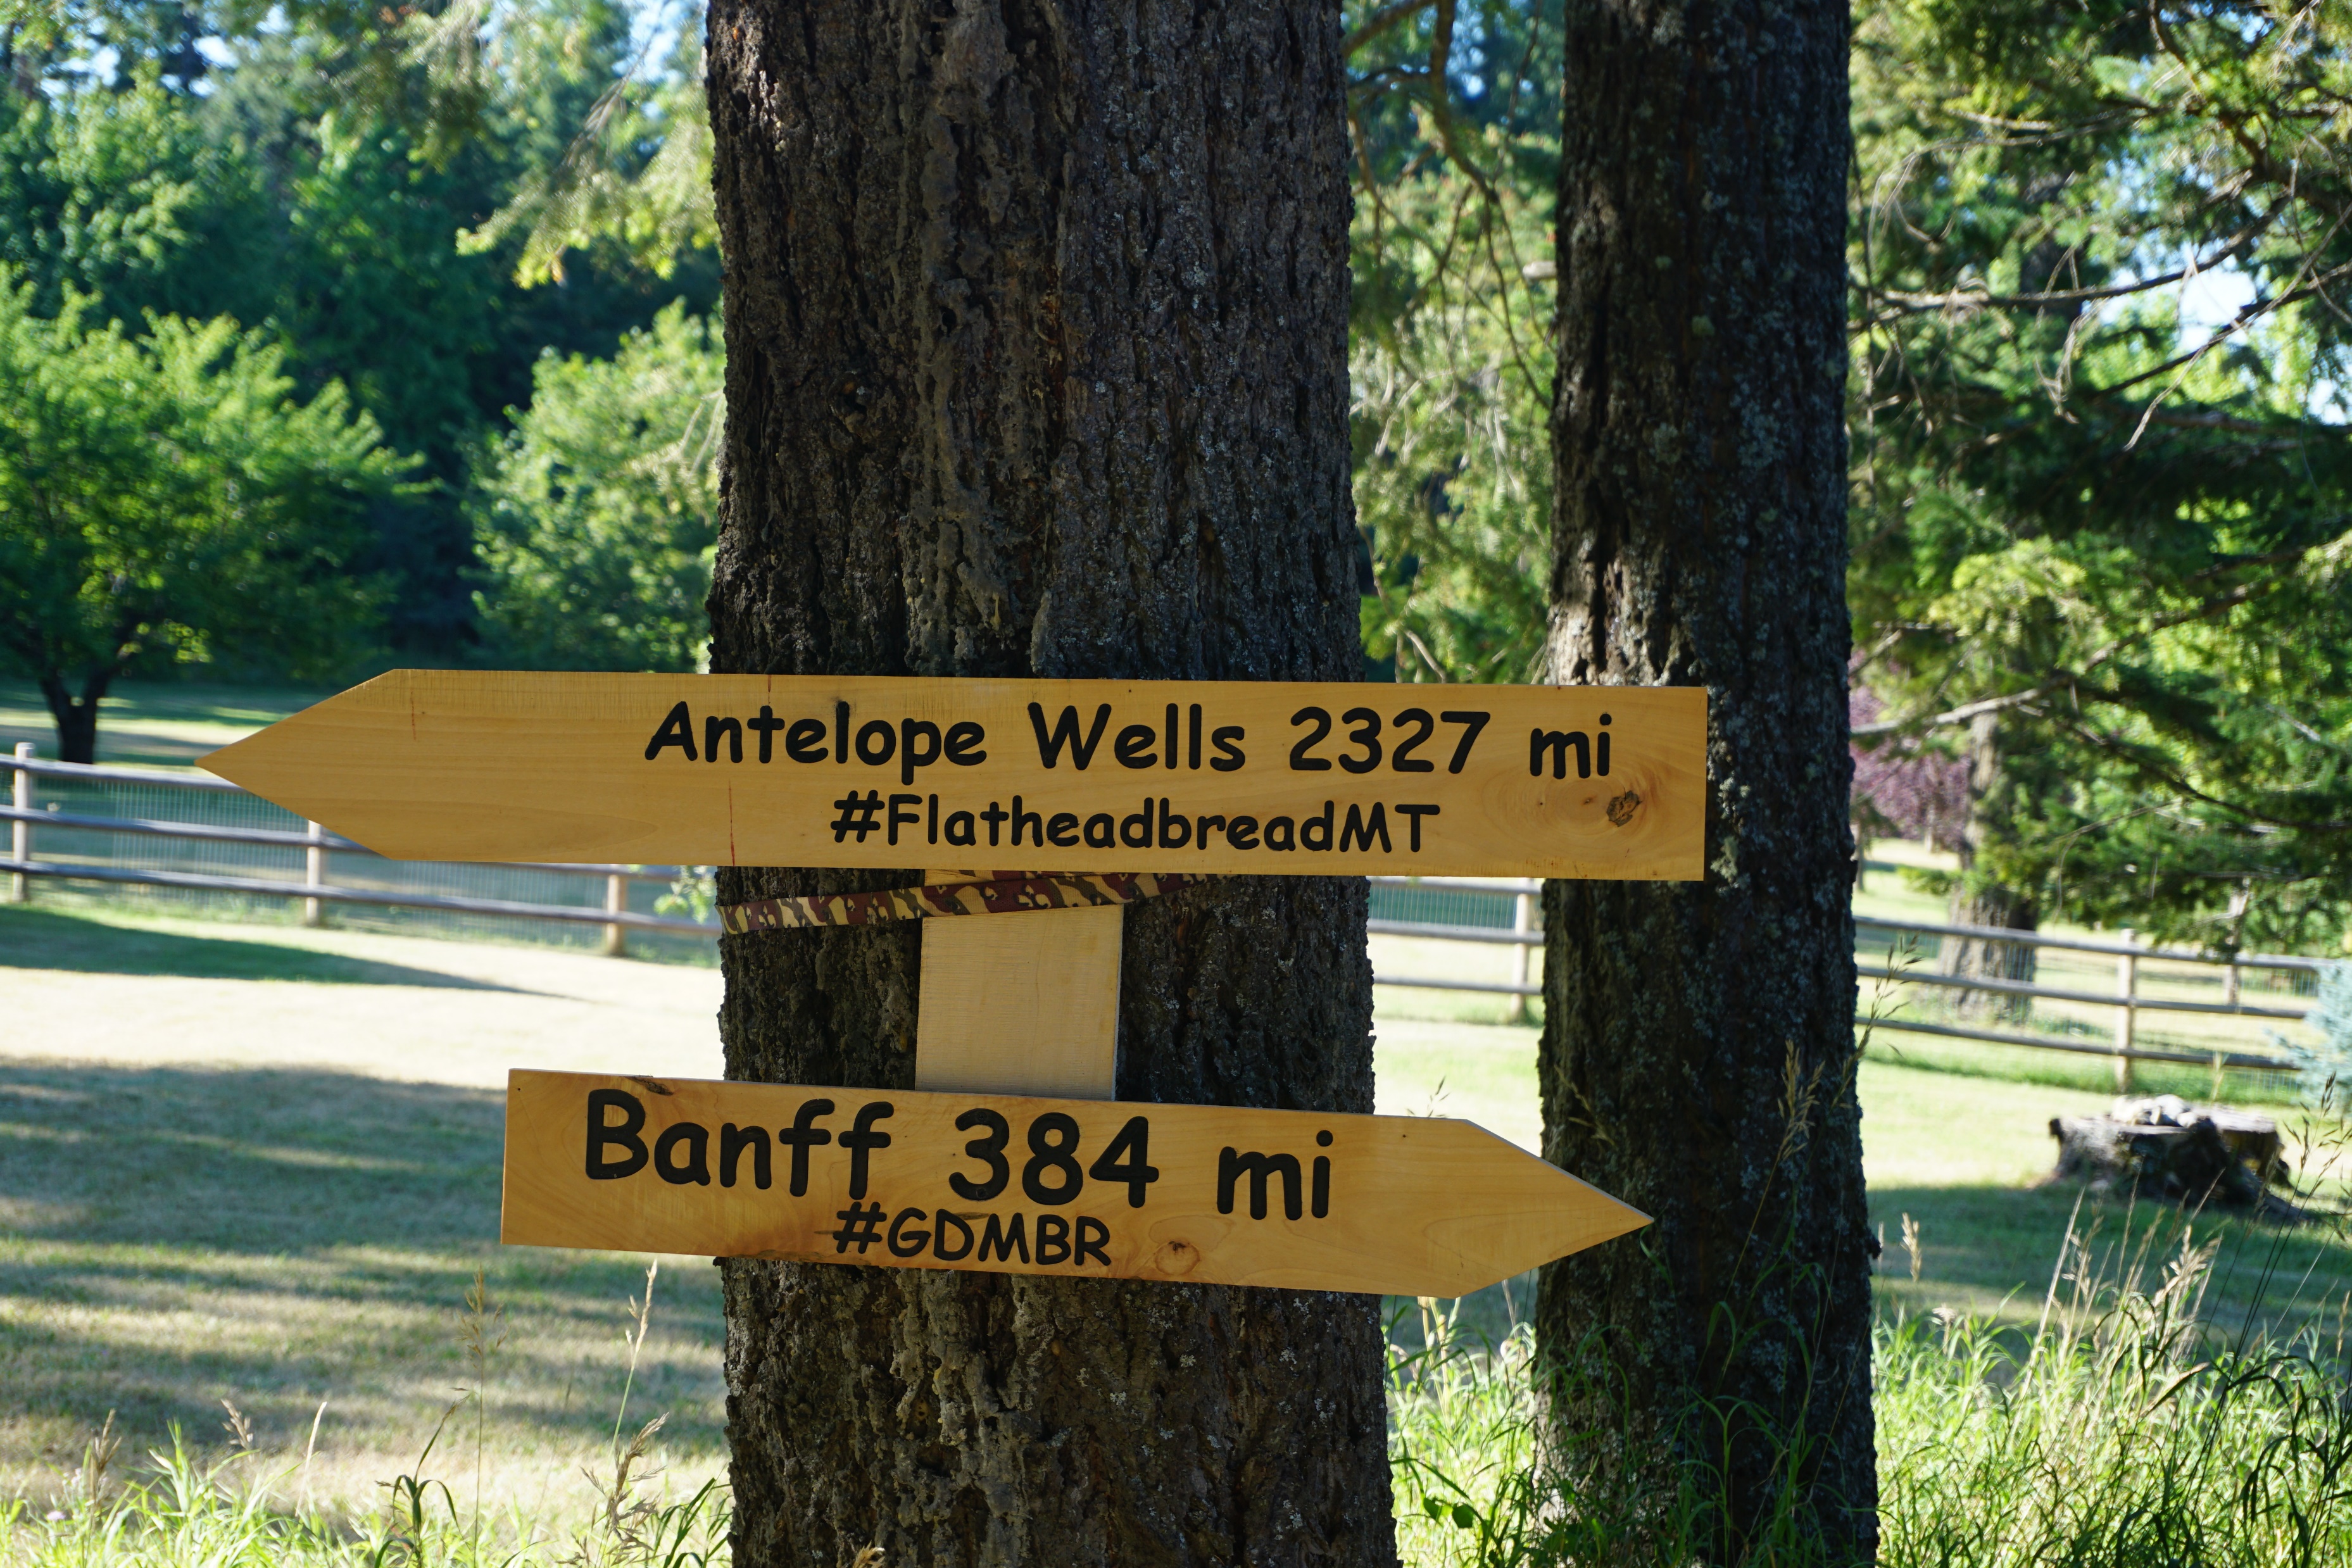 Antelope Wells 2327 mi
#FlatheadbreadMT
Banff 384 mi
#GDMBR